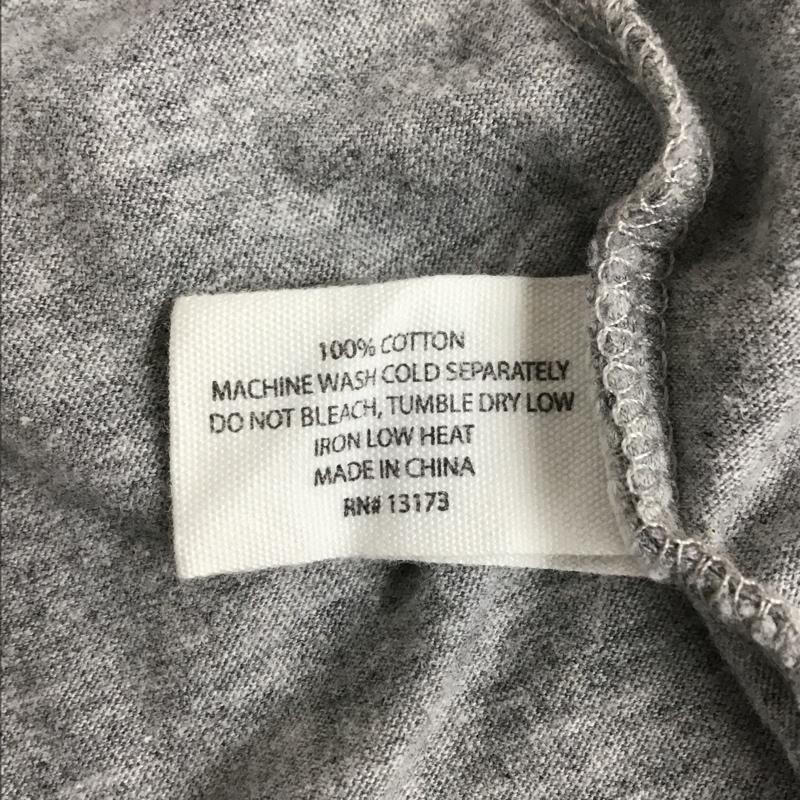 100% COTTON
MACHINE WASH COLD SEPARATELY
DO NOT BLEACH, TUMBLE DRY LOW
IRON LOW HEAT
MADE IN CHINA
RN# 13173